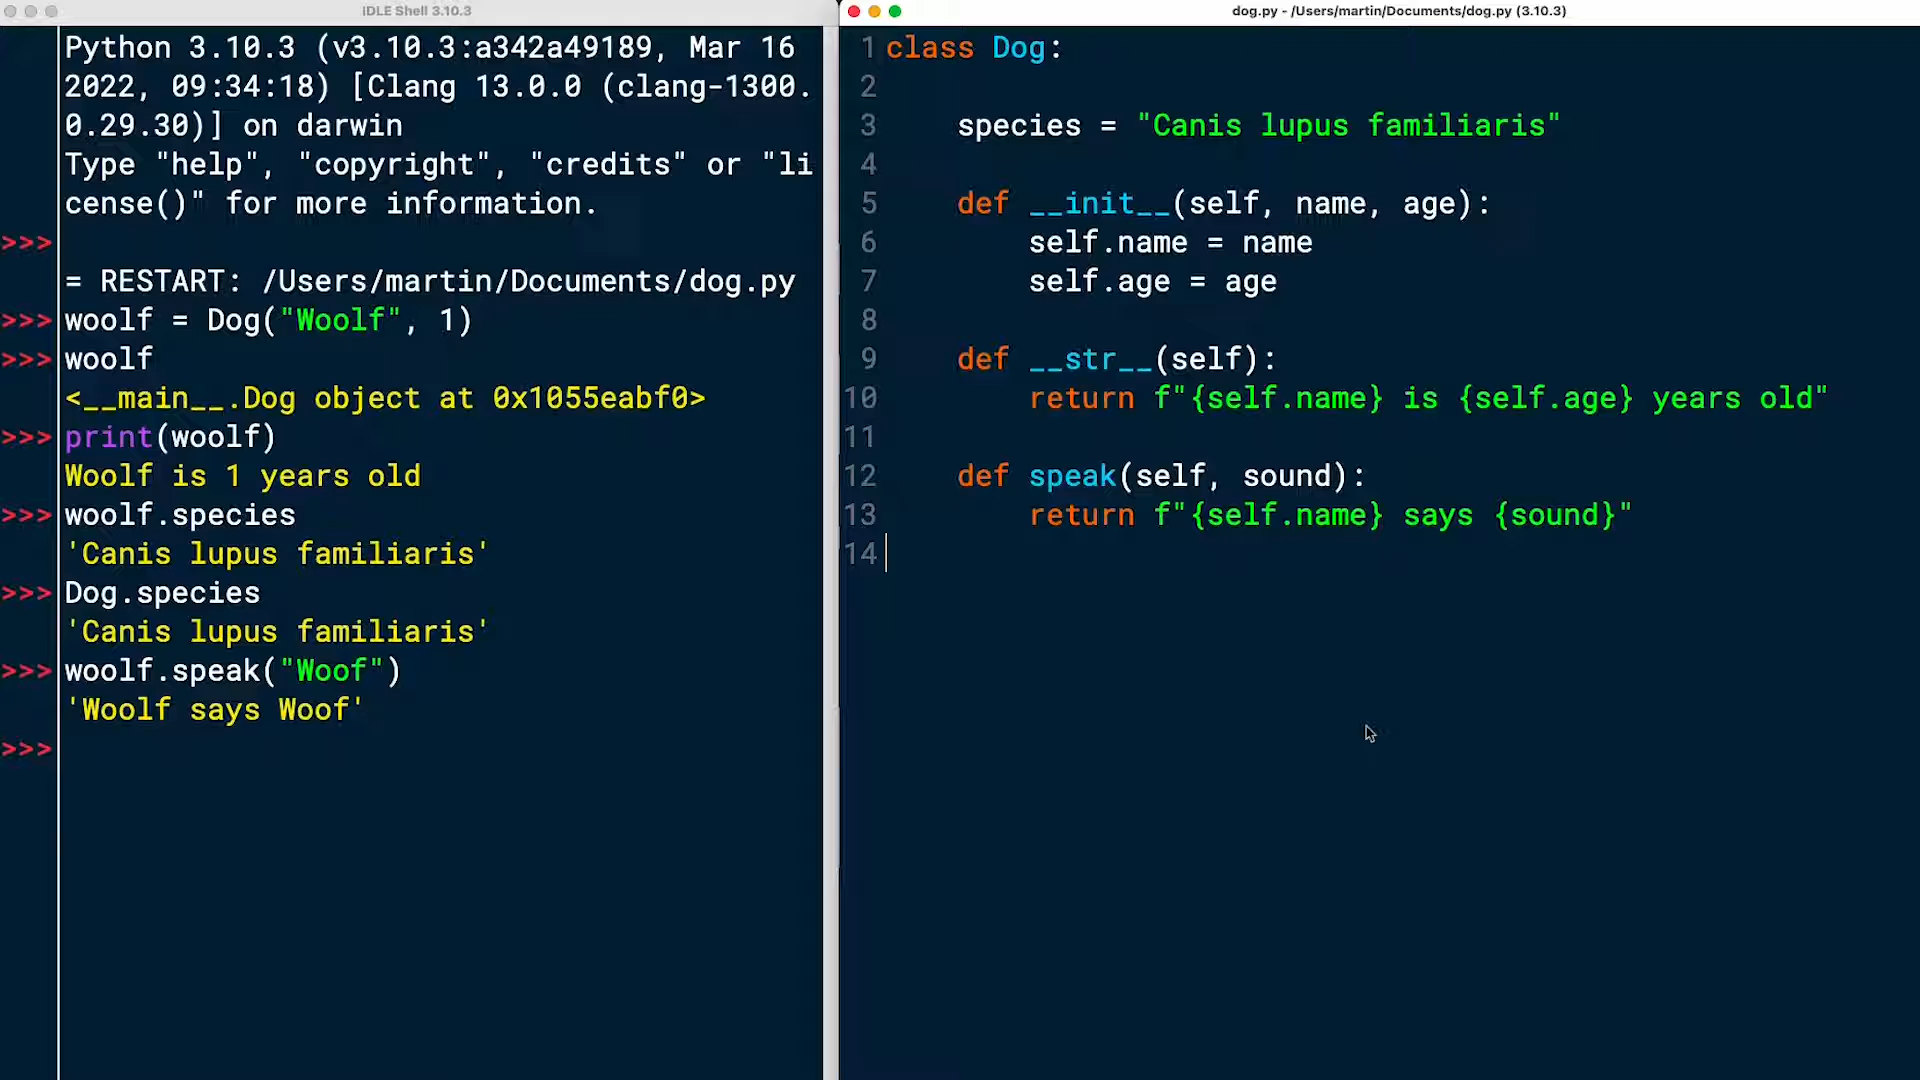 IDLE Shell 3.10.3
Python 3.10.3 (v3.10.3:a342a49189, Mar 16
2022, 09:34:18) [Clang 13.0.0 (clang-1300.
0.29.30)] on darwin
Type "help", "copyright", "credits" or "li
cense()" for more information.
>>>
= RESTART: /Users/martin/Documents/dog.py
>>> woolf = Dog("Woolf", 1)
>>> woolf
<__main__.Dog object at 0x1055eabf0>
>>> print(woolf)
Woolf is 1 years old
>>> woolf.species
'Canis lupus familiaris'
>>> Dog.species
'Canis lupus familiaris'
>>> woolf.speak("Woof")
'Woolf says Woof'
>>>
dog.py - /Users/martin/Documents/dog.py (3.10.3)
1 class Dog:
2
3     species = "Canis lupus familiaris"
4
5     def __init__(self, name, age):
6         self.name = name
7         self.age = age
8
9     def __str__(self):
10         return f"{self.name} is {self.age} years old"
11
12     def speak(self, sound):
13         return f"{self.name} says {sound}"
14